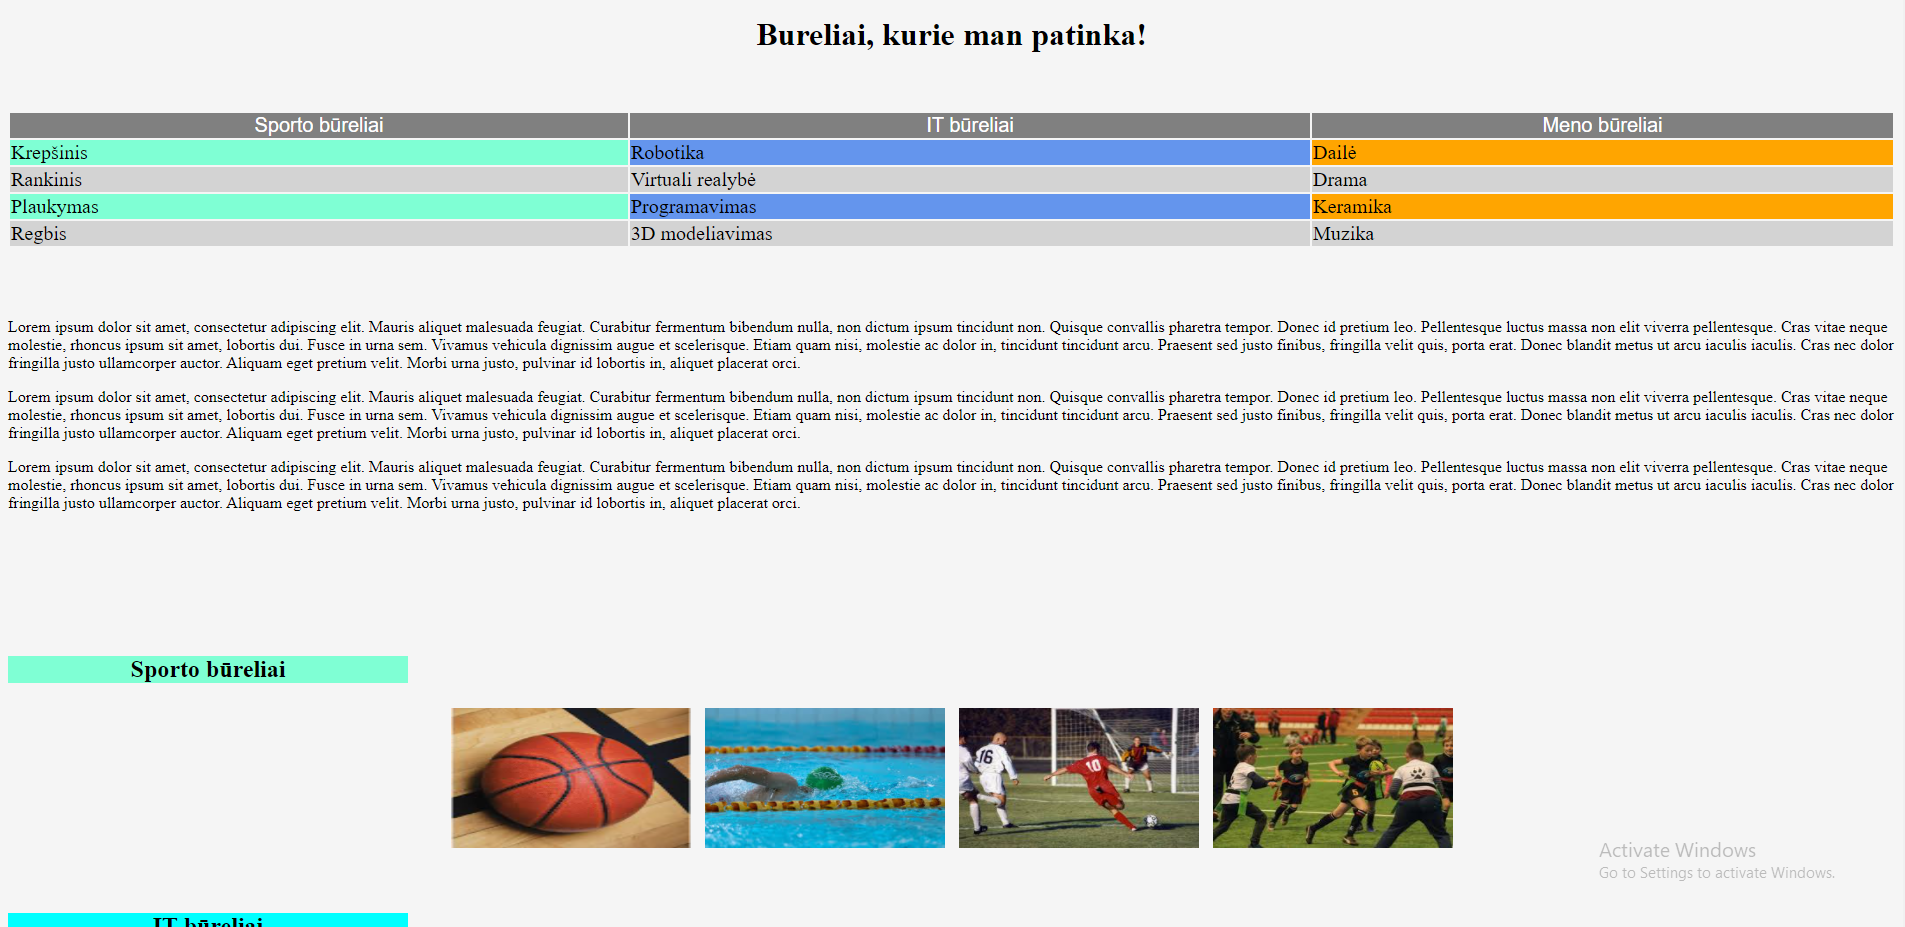 Bureliai, kurie man patinka!
Sporto būreliai IT būreliai Meno būreliai
Krepšinis Robotika Dailė
Rankinis Virtuali realybė Drama
Plaukymas Programavimas Keramika
Regbis 3D modeliavimas Muzika
Lorem ipsum dolor sit amet, consectetur adipiscing elit. Mauris aliquet malesuada feugiat. Curabitur fermentum bibendum nulla, non dictum ipsum tincidunt non. Quisque convallis pharetra tempor. Donec id pretium leo. Pellentesque luctus massa non elit viverra pellentesque. Cras vitae neque
molestie, rhoncus ipsum sit amet, lobortis dui. Fusce in urna sem. Vivamus vehicula dignissim augue et scelerisque. Etiam quam nisi, molestie ac dolor in, tincidunt tincidunt arcu. Praesent sed justo finibus, fringilla velit quis, porta erat. Donec blandit metus ut arcu iaculis iaculis. Cras nec dolor
fringilla justo ullamcorper auctor. Aliquam eget pretium velit. Morbi urna justo, pulvinar id lobortis in, aliquet placerat orci.
Lorem ipsum dolor sit amet, consectetur adipiscing elit. Mauris aliquet malesuada feugiat. Curabitur fermentum bibendum nulla, non dictum ipsum tincidunt non. Quisque convallis pharetra tempor. Donec id pretium leo. Pellentesque luctus massa non elit viverra pellentesque. Cras vitae neque
molestie, rhoncus ipsum sit amet, lobortis dui. Fusce in urna sem. Vivamus vehicula dignissim augue et scelerisque. Etiam quam nisi, molestie ac dolor in, tincidunt tincidunt arcu. Praesent sed justo finibus, fringilla velit quis, porta erat. Donec blandit metus ut arcu iaculis iaculis. Cras nec dolor
fringilla justo ullamcorper auctor. Aliquam eget pretium velit. Morbi urna justo, pulvinar id lobortis in, aliquet placerat orci.
Lorem ipsum dolor sit amet, consectetur adipiscing elit. Mauris aliquet malesuada feugiat. Curabitur fermentum bibendum nulla, non dictum ipsum tincidunt non. Quisque convallis pharetra tempor. Donec id pretium leo. Pellentesque luctus massa non elit viverra pellentesque. Cras vitae neque
molestie, rhoncus ipsum sit amet, lobortis dui. Fusce in urna sem. Vivamus vehicula dignissim augue et scelerisque. Etiam quam nisi, molestie ac dolor in, tincidunt tincidunt arcu. Praesent sed justo finibus, fringilla velit quis, porta erat. Donec blandit metus ut arcu iaculis iaculis. Cras nec dolor
fringilla justo ullamcorper auctor. Aliquam eget pretium velit. Morbi urna justo, pulvinar id lobortis in, aliquet placerat orci.
Sporto būreliai
16
10
Activate Windows
Go to Settings to activate Windows.
IT būreliai